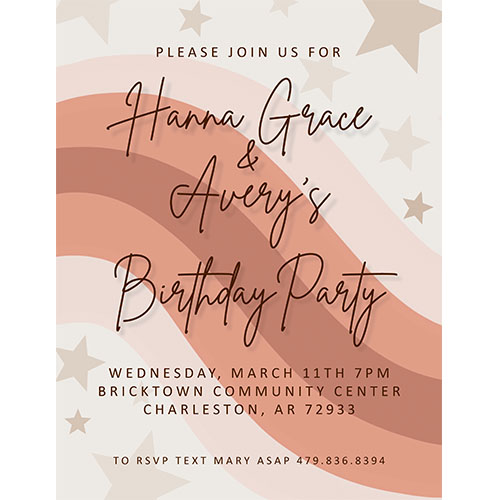 PLEASE JOIN US FOR
Hanna Grace
&
Avery's
Birthday Party
WEDNESDAY, MARCH 11TH 7PM
BRICKTOWN COMMUNITY CENTER
CHARLESTON, AR 72933
TO RSVP TEXT MARY ASAP 479.836.8394